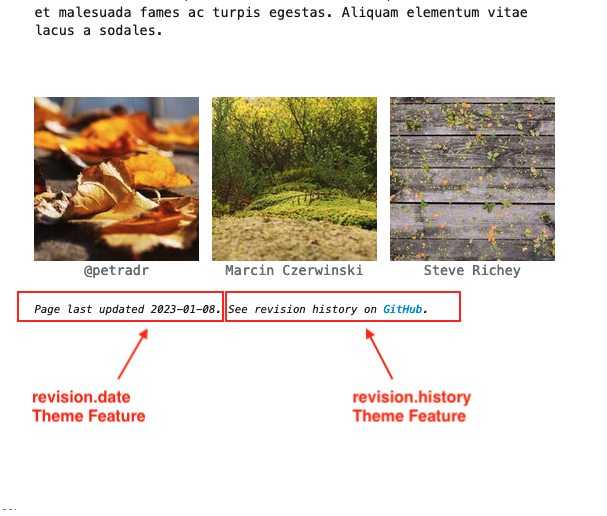 et malesuada fames ac turpis egestas. Aliquam elementum vitae
lacus a sodales.
@petradr
Marcin Czerwinski
Steve Richey
Page last updated 2023-01-08. See revision history on GitHub.
revision.date
Theme Feature
revision.history
Theme Feature